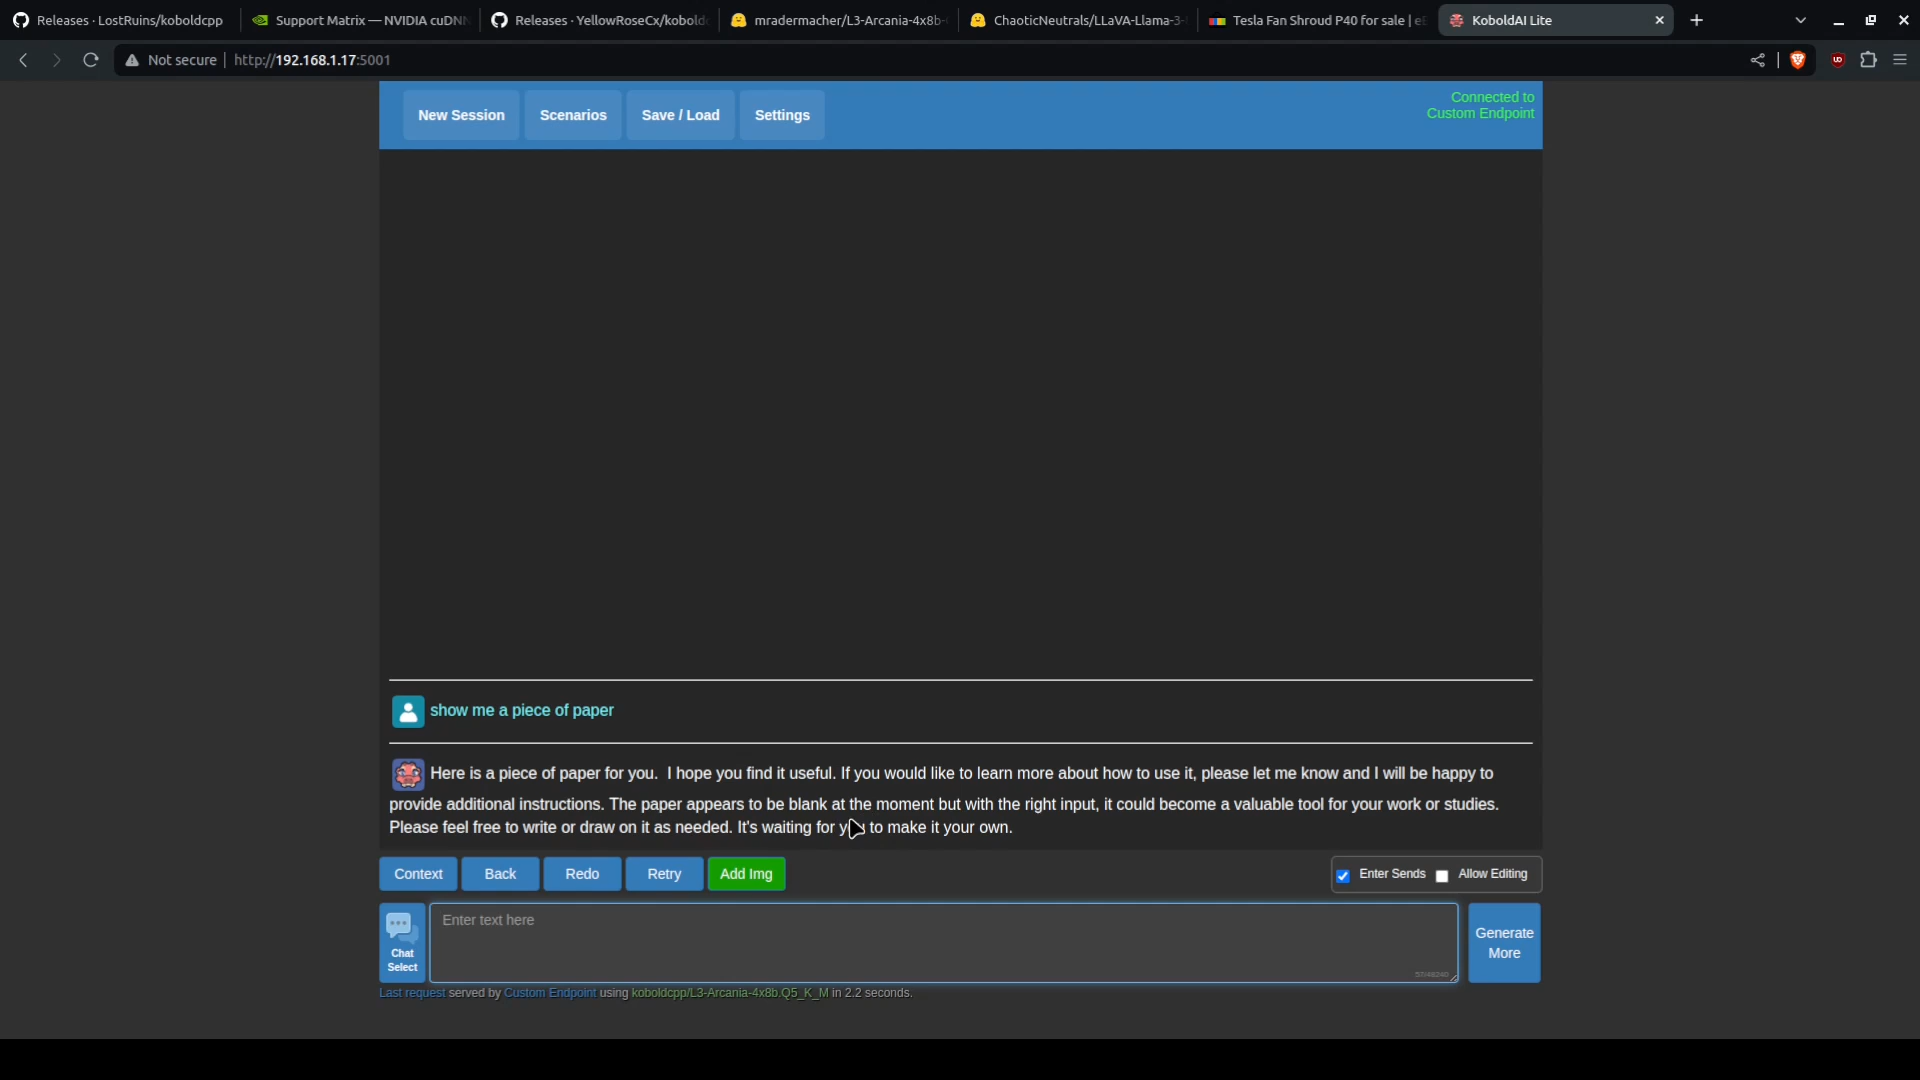 Releases · LostRuins/koboldcpp
Support Matrix — NVIDIA cuDNN
Releases · YellowRoseCx/kobold
mradermacher/L3-Arcania-4x8b-
ChaoticNeutrals/LLaVA-Llama-3-
Tesla Fan Shroud P40 for sale | e
KoboldAI Lite
Not secure
http://192.168.1.17:5001
New Session
Scenarios
Save / Load
Settings
Connected to
Custom Endpoint
show me a piece of paper
Here is a piece of paper for you. I hope you find it useful. If you would like to learn more about how to use it, please let me know and I will be happy to
provide additional instructions. The paper appears to be blank at the moment but with the right input, it could become a valuable tool for your work or studies.
Please feel free to write or draw on it as needed. It's waiting for you to make it your own.
Context
Back
Redo
Retry
Add Img
Enter Sends
Allow Editing
Chat
Select
Enter text here
Generate
More
Last request served by Custom Endpoint using koboldcpp/L3-Arcania-4x8b.Q5_K_M in 2.2 seconds.